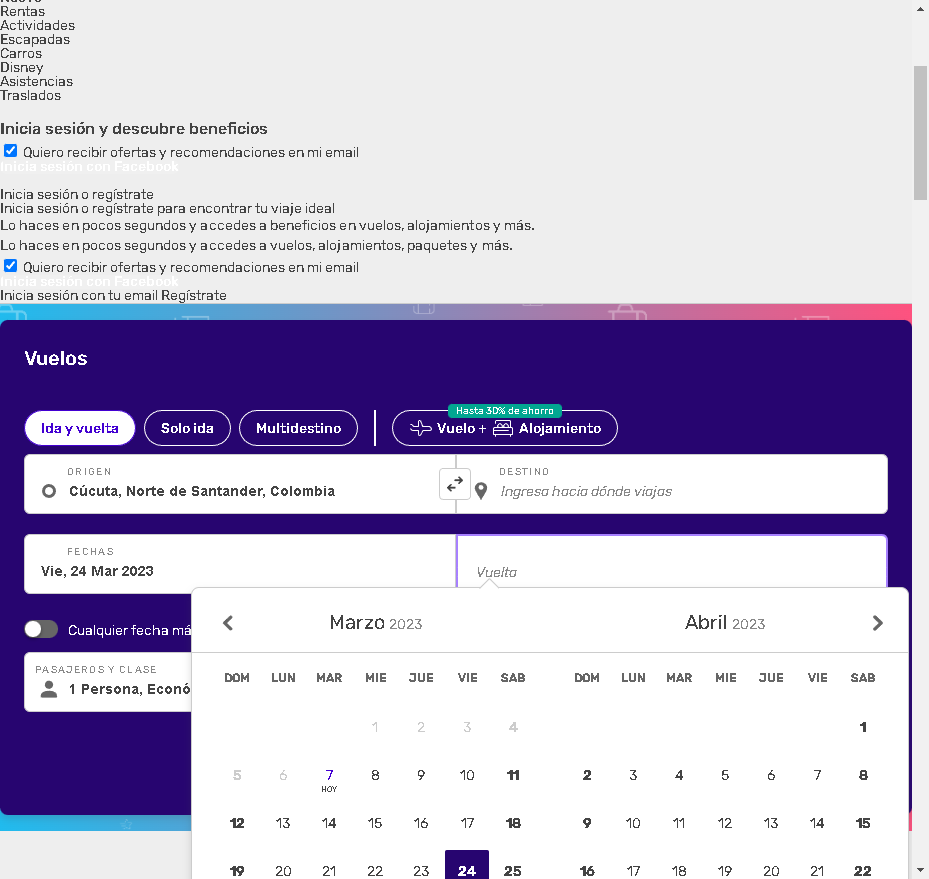 Rentas
Actividades
Escapadas
Carros
Disney
Asistencias
Traslados
Inicia sesión y descubre beneficios
Quiero recibir ofertas y recomendaciones en mi email
Inicia sesión con Facebook
Inicia sesión o regístrate
Inicia sesión o regístrate para encontrar tu viaje ideal
Lo haces en pocos segundos y accedes a beneficios en vuelos, alojamientos y más.
Lo haces en pocos segundos y accedes a vuelos, alojamientos, paquetes y más.
Quiero recibir ofertas y recomendaciones en mi email
Inicia sesión con Facebook
Inicia sesión con tu email Regístrate
Vuelos
Hasta 30% de ahorro
Ida y vuelta Solo ida Multidestino Vuelo + Alojamiento
ORIGEN DESTINO
Cúcuta, Norte de Santander, Colombia Ingresa hacia dónde viajas
FECHAS
Vie, 24 Mar 2023 Vuelta
Marzo 2023 Abril 2023
Cualquier fecha má
PASAJEROS Y CLASE
1 Persona, Econó
DOM LUN MAR MIE JUE VIE SAB DOM LUN MAR MIE JUE VIE SAB
1 2 3 4 1
5 6 7 8 9 10 11 2 3 4 5 6 7 8
HOY
12 13 14 15 16 17 18 9 10 11 12 13 14 15
19 20 21 22 23 24 25 16 17 18 19 20 21 22